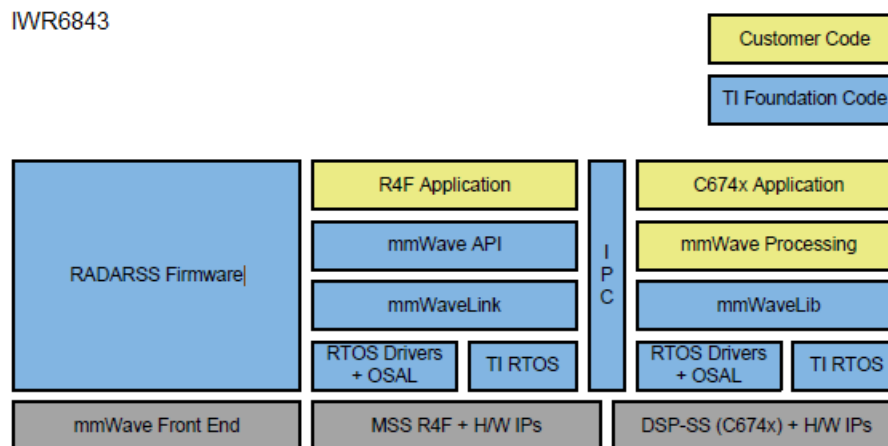 IWR6843
Customer Code
TI Foundation Code
RADARSS Firmware
R4F Application
mmWave API
mmWaveLink
RTOS Drivers
+ OSAL
TI RTOS
I
P
C
C674x Application
mmWave Processing
mmWaveLib
RTOS Drivers
+ OSAL
TI RTOS
mmWave Front End
MSS R4F + H/W IPs
DSP-SS (C674x) + H/W IPs